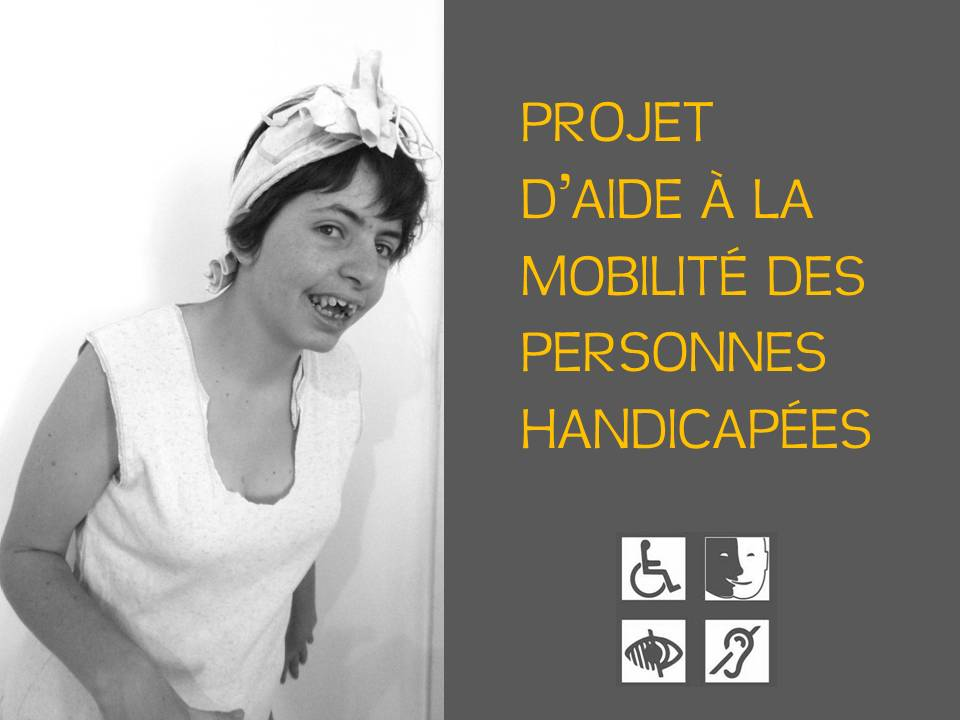 PROJET
D’AIDE À LA
MOBILITÉ DES
PERSONNES
HANDICAPÉES